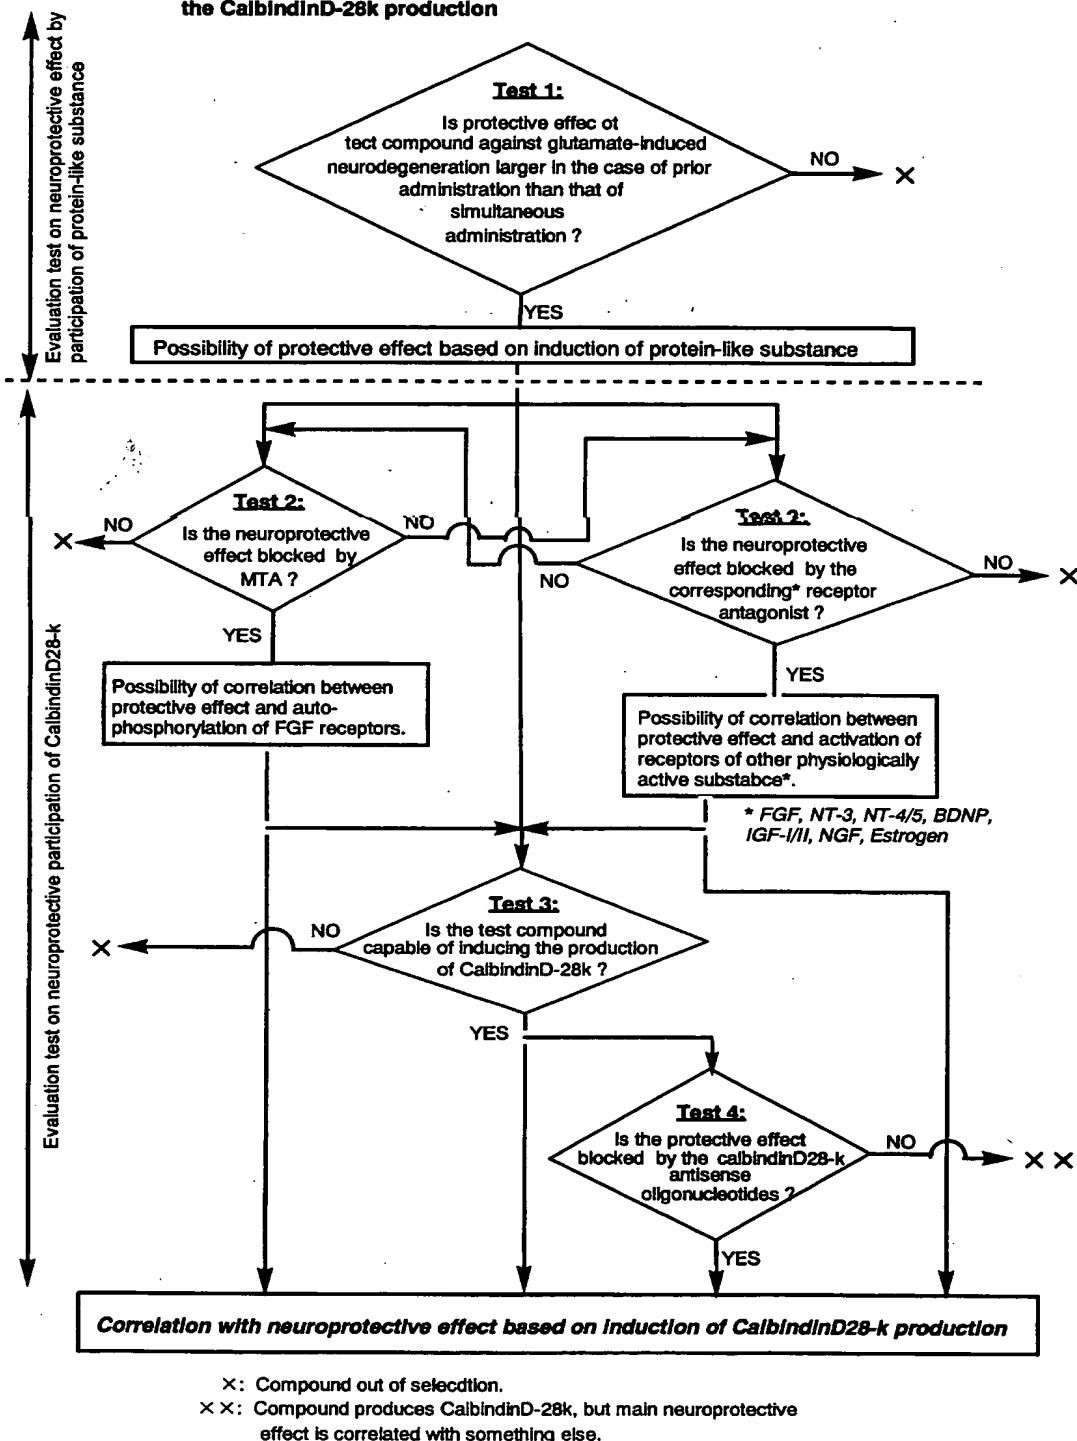 the CalbindinD-28k production
Evaluation test on neuroprotective effect by
participation of protein-like substance
Test 1:
Is protective effec ot
tect compound against glutamate-induced
neurodegeneration larger in the case of prior
administration than that of
simultaneous
administration ?
NO
×
YES
Possibility of protective effect based on induction of protein-like substance
Evaluation test on neuroprotective participation of CalbindinD28-k
Test 2:
Is the neuroprotective
effect blocked by
MTA ?
NO
×
NO
YES
Possibility of correlation between
protective effect and auto-
phosphorylation of FGF receptors.
Test 2:
Is the neuroprotective
effect blocked by the
corresponding* receptor
antagonist ?
NO
NO
×
YES
Possibility of correlation between
protective effect and activation of
receptors of other physiologically
active substabce*.
* FGF, NT-3, NT-4/5, BDNP,
IGF-I/II, NGF, Estrogen
Test 3:
Is the test compound
capable of inducing the production
of CalbindinD-28k ?
NO
×
YES
Test 4:
Is the protective effect
blocked by the calbindinD28-k
antisense
oligonucleotides ?
NO
× ×
YES
Correlation with neuroprotective effect based on induction of CalbindinD28-k production
×: Compound out of selecdtion.
× ×: Compound produces CalbindinD-28k, but main neuroprotective
effect is correlated with something else.